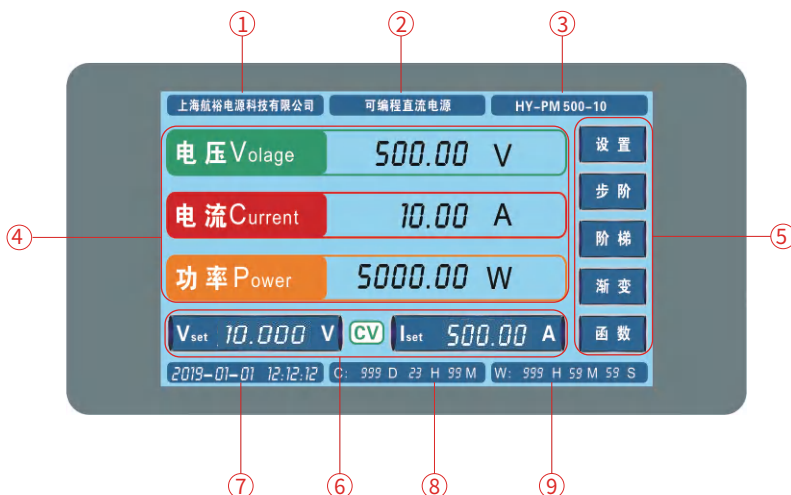 ① ② ③
上海航裕电源科技有限公司 可编程直流电源 HY-PM 500-10
电压Volage 500.00 V 设置
步阶
电流Current 10.00 A
④ 阶梯 ⑤
功率Power 5000.00 W 渐变
Vset 10.000 V CV Iset 500.00 A 函数
2019-01-01 12:12:12 C: 999 D 23 H 99 M W: 999 H 59 M 59 S
⑦ ⑥ ⑧ ⑨